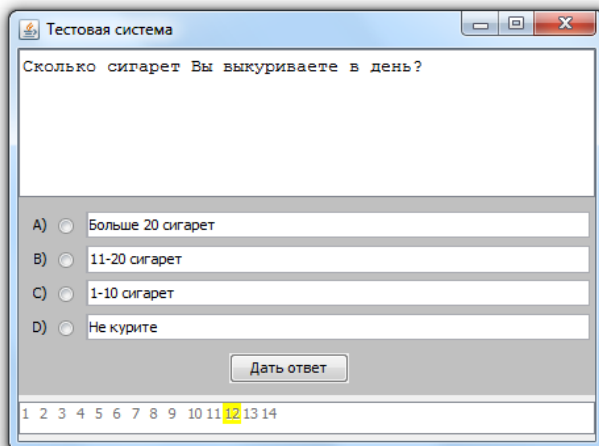 Тестовая система
Сколько сигарет Вы выкуриваете в день?
A) Больше 20 сигарет
B) 11-20 сигарет
C) 1-10 сигарет
D) Не курите
Дать ответ
1 2 3 4 5 6 7 8 9 10 11 12 13 14